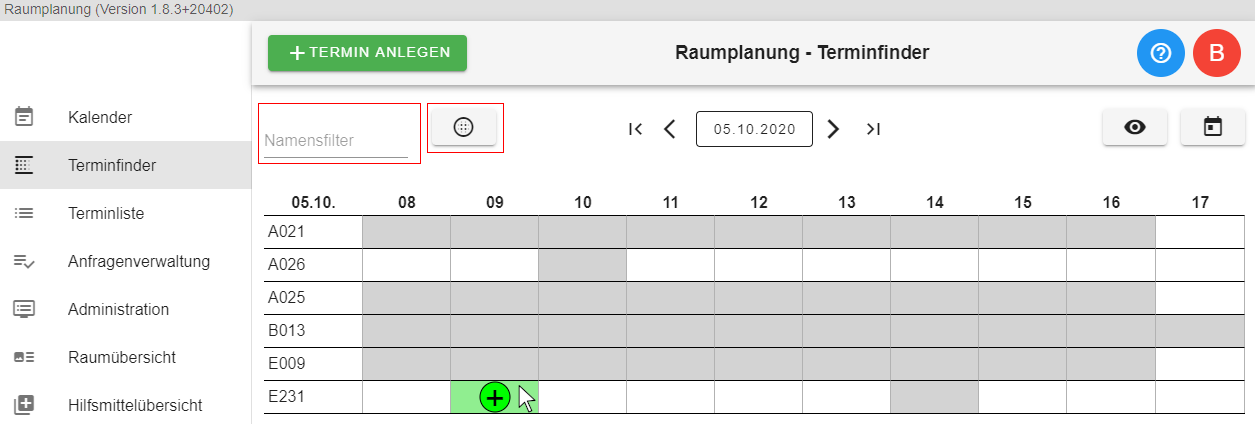 Raumplanung (Version 1.8.3+20402)
TERMIN ANLEGEN
Raumplanung - Terminfinder
B
Kalender
Terminfinder
Terminliste
Anfragenverwaltung
Administration
Raumübersicht
Hilfsmittelübersicht
Namensfilter
05.10.2020
05.10. 08 09 10 11 12 13 14 15 16 17
A021
A026
A025
B013
E009
E231